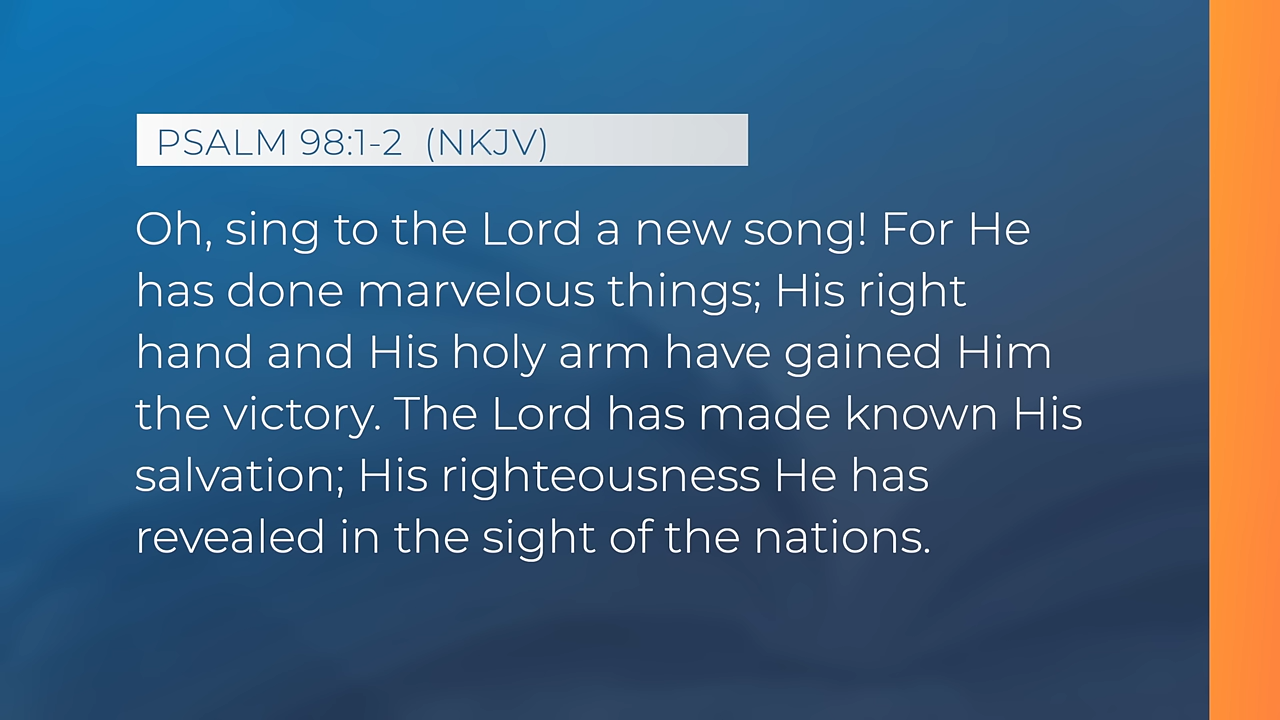 PSALM 98:1-2 (NKJV)
Oh, sing to the Lord a new song! For He
has done marvelous things; His right
hand and His holy arm have gained Him
the victory. The Lord has made known His
salvation; His righteousness He has
revealed in the sight of the nations.